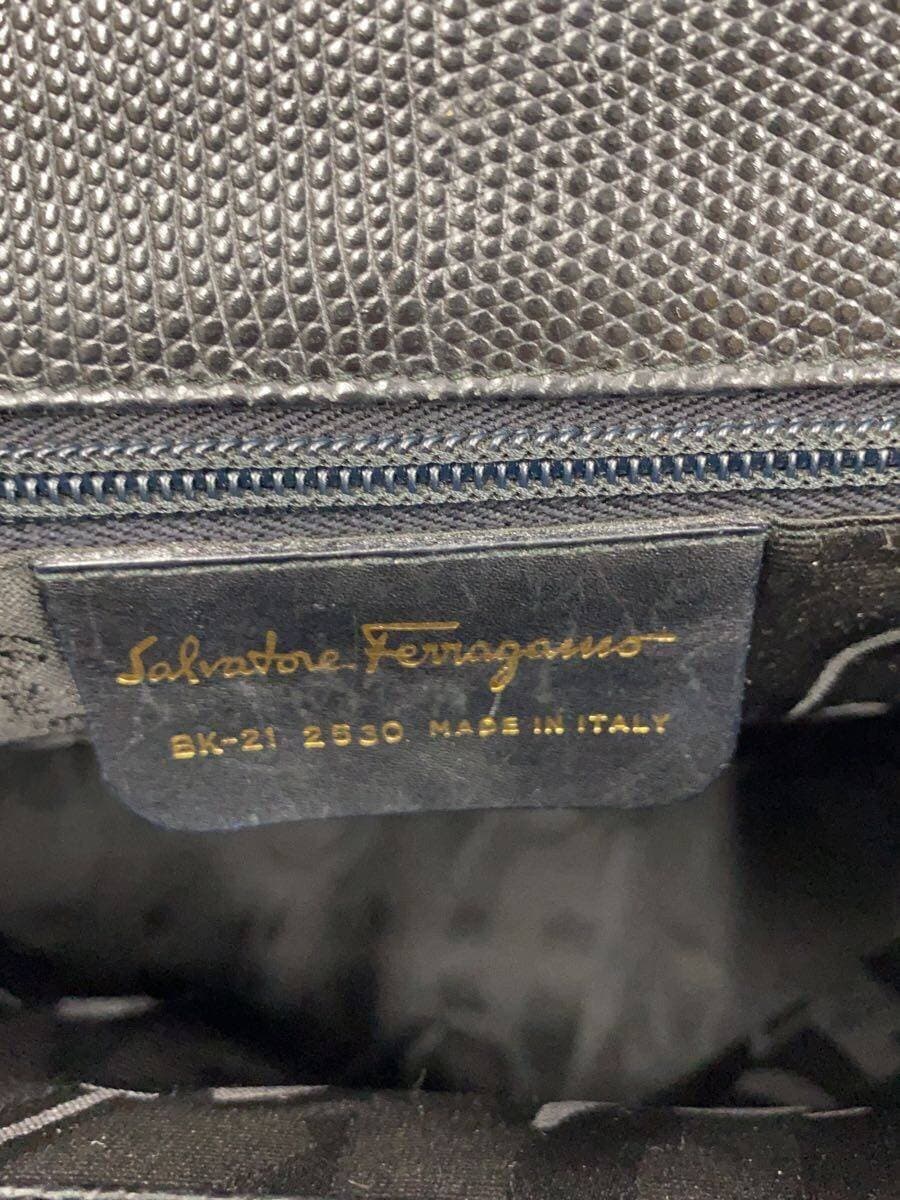 Salvatore Ferragamo
BK-21 2530 MADE IN ITALY